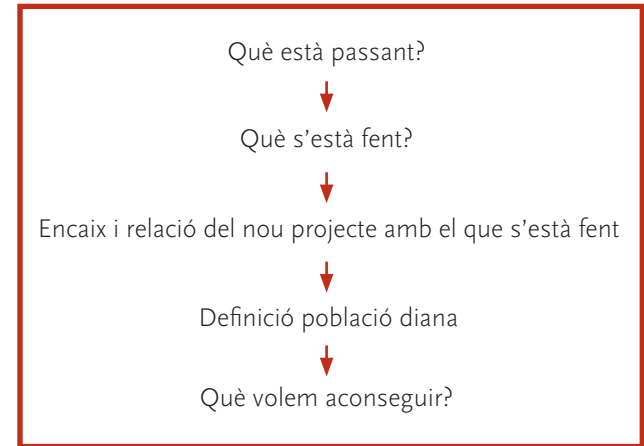 Què està passant?
Què s’està fent?
Encaix i relació del nou projecte amb el que s’està fent
Definició població diana
Què volem aconseguir?